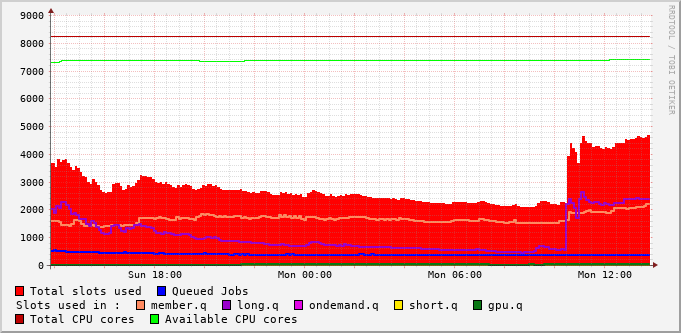 9000
8000
7000
6000
5000
4000
3000
2000
1000
0
Sun 18:00 Mon 00:00 Mon 06:00 Mon 12:00
Total slots used Queued Jobs
Slots used in : member.q long.q ondemand.q short.q gpu.q
Total CPU cores Available CPU cores
RRDTOOL / TOBI OETIKER